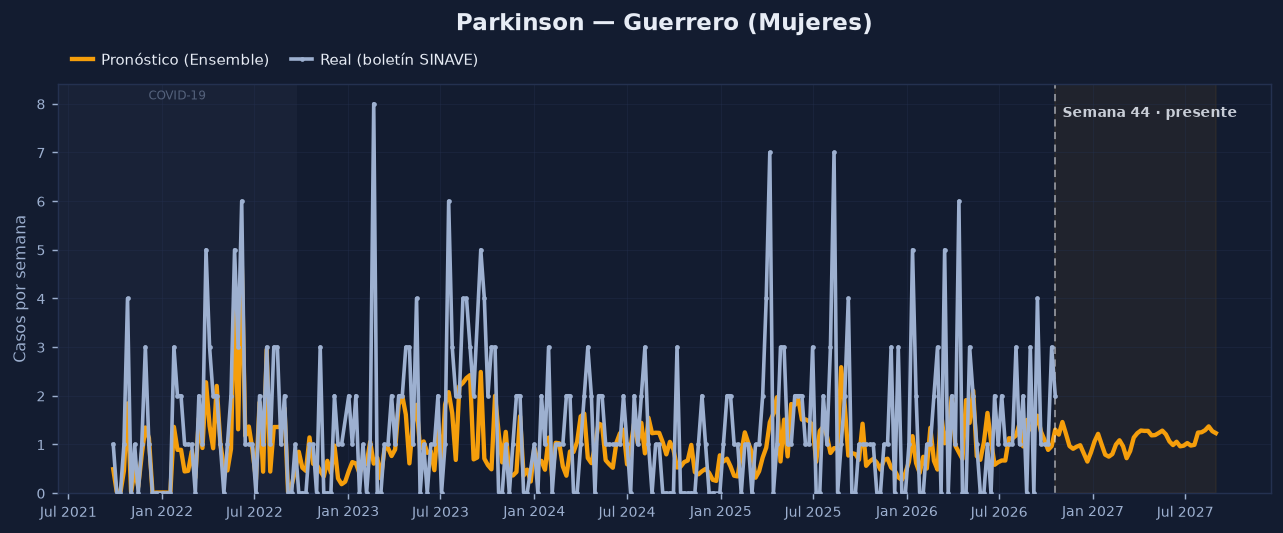 Parkinson — Guerrero (Mujeres)
Pronóstico (Ensemble) Real (boletín SINAVE)
COVID-19
Semana 44 · presente
Casos por semana
8
7
6
5
4
3
2
1
0
Jul 2021 Jan 2022 Jul 2022 Jan 2023 Jul 2023 Jan 2024 Jul 2024 Jan 2025 Jul 2025 Jan 2026 Jul 2026 Jan 2027 Jul 2027